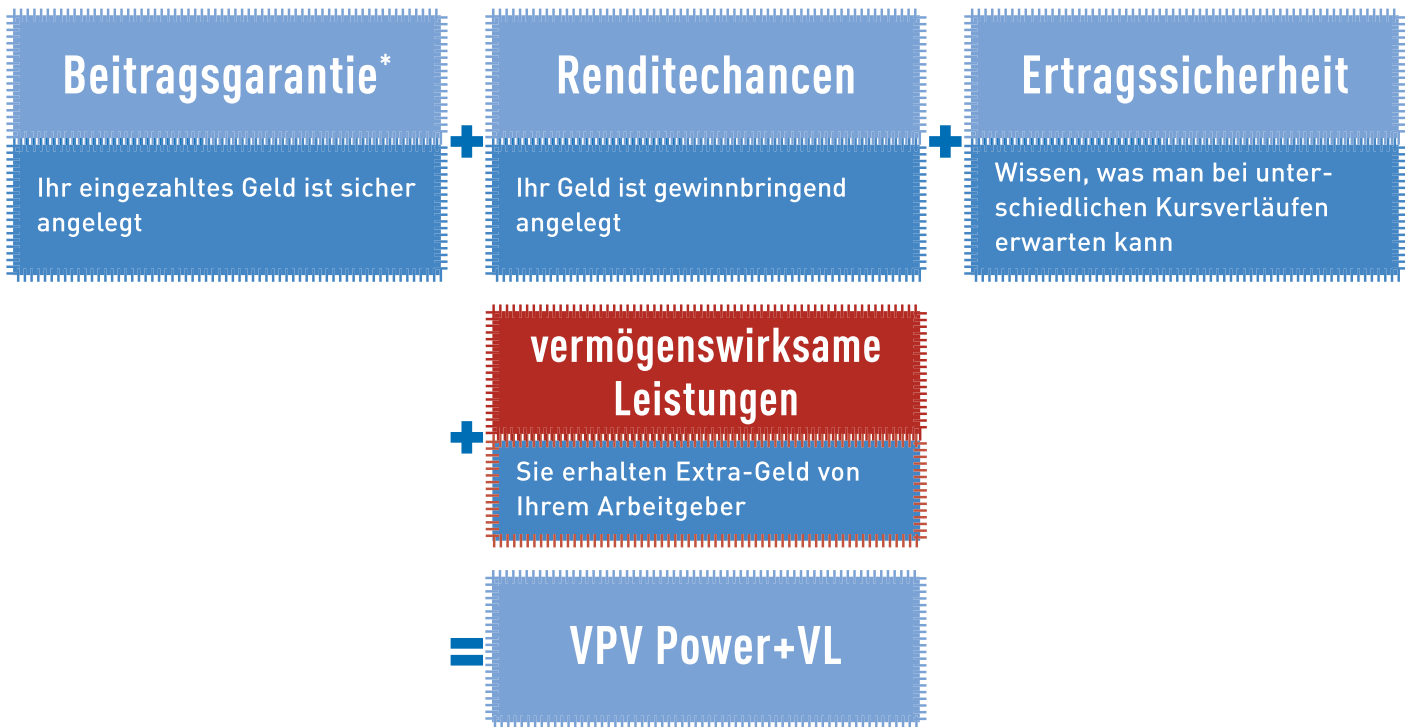 Beitragsgarantie*
Ihr eingezahltes Geld ist sicher
angelegt
+
Renditechancen
Ihr Geld ist gewinnbringend
angelegt
+
Ertragssicherheit
Wissen, was man bei unter-
schiedlichen Kursverläufen
erwarten kann
+
vermögenswirksame
Leistungen
Sie erhalten Extra-Geld von
Ihrem Arbeitgeber
=
VPV Power+VL